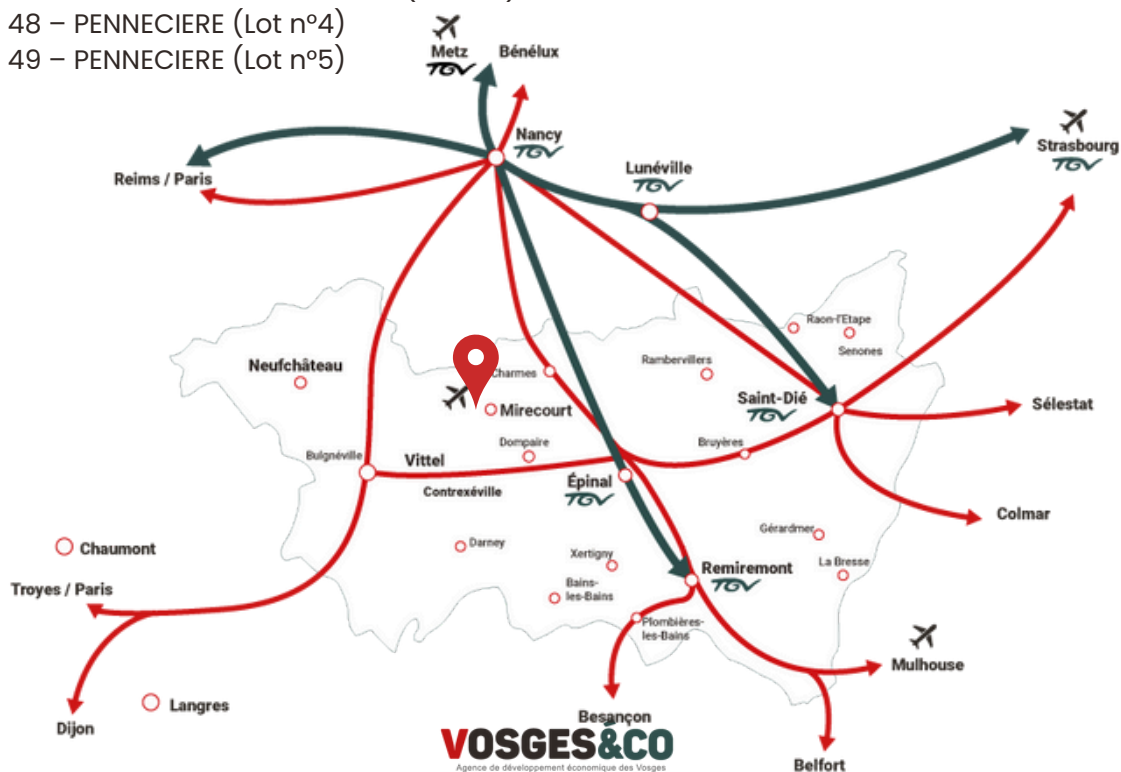 48 – PENNECIERE (Lot n°4)
49 – PENNECIERE (Lot n°5)
Metz
TGV
Bénélux
Nancy
TGV
Strasbourg
TGV
Lunéville
TGV
Reims / Paris
Raon-l'Etape
Senones
Rambervillers
Neufchâteau
Charmes
Saint-Dié
TGV
Sélestat
Mirecourt
Bruyères
Dompaire
Bulgnéville
Vittel
Contrexéville
Épinal
TGV
Colmar
Gérardmer
Darney
Chaumont
Xertigny
La Bresse
Remiremont
TGV
Troyes / Paris
Bains-
les-Bains
Plombières-
les-Bains
Mulhouse
Langres
Dijon
Besançon
VOSGES&CO
Agence de développement économique des Vosges
Belfort